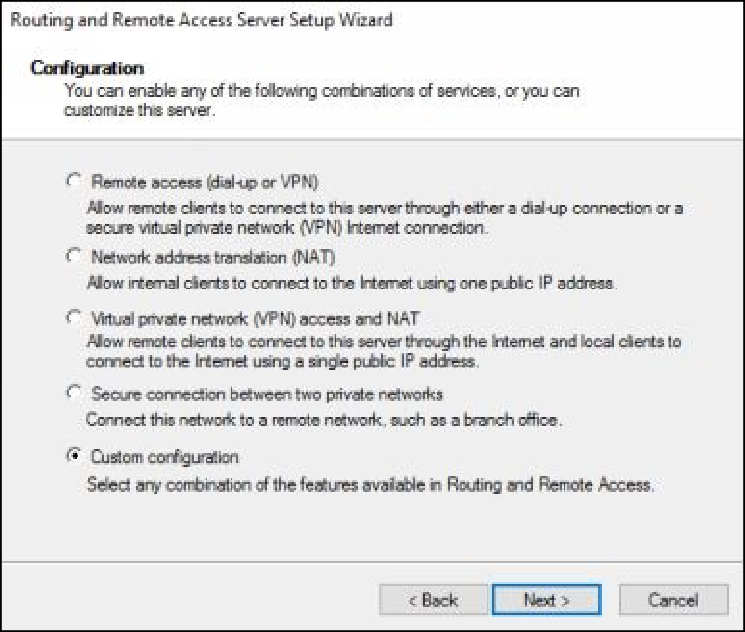 Routing and Remote Access Server Setup Wizard
Configuration
You can enable any of the following combinations of services, or you can
customize this server.
Remote access (dial-up or VPN)
Allow remote clients to connect to this server through either a dial-up connection or a
secure virtual private network (VPN) Internet connection.
Network address translation (NAT)
Allow internal clients to connect to the Internet using one public IP address.
Virtual private network (VPN) access and NAT
Allow remote clients to connect to this server through the Internet and local clients to
connect to the Internet using a single public IP address.
Secure connection between two private networks
Connect this network to a remote network, such as a branch office.
Custom configuration
Select any combination of the features available in Routing and Remote Access.
< Back Next > Cancel